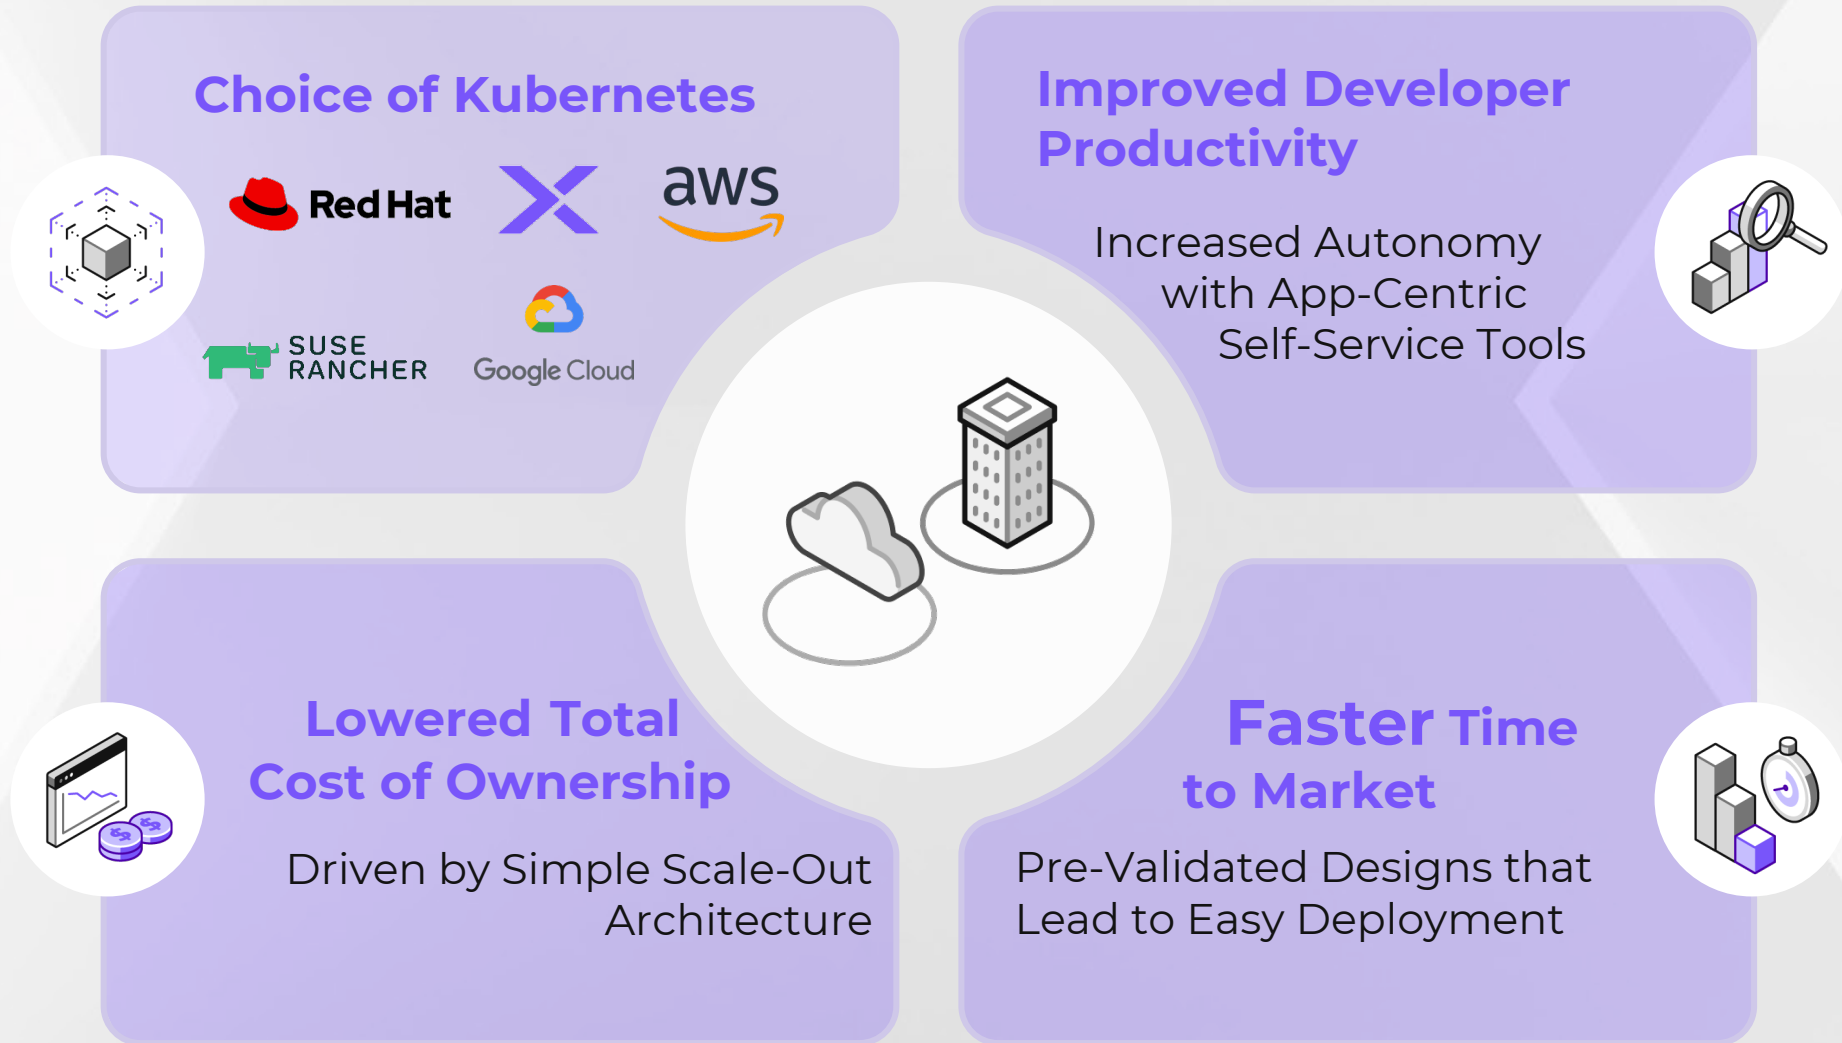 Choice of Kubernetes
Red Hat
aws
SUSE
RANCHER
Google Cloud
Improved Developer
Productivity
Increased Autonomy
with App-Centric
Self-Service Tools
Lowered Total
Cost of Ownership
Driven by Simple Scale-Out
Architecture
Faster Time
to Market
Pre-Validated Designs that
Lead to Easy Deployment